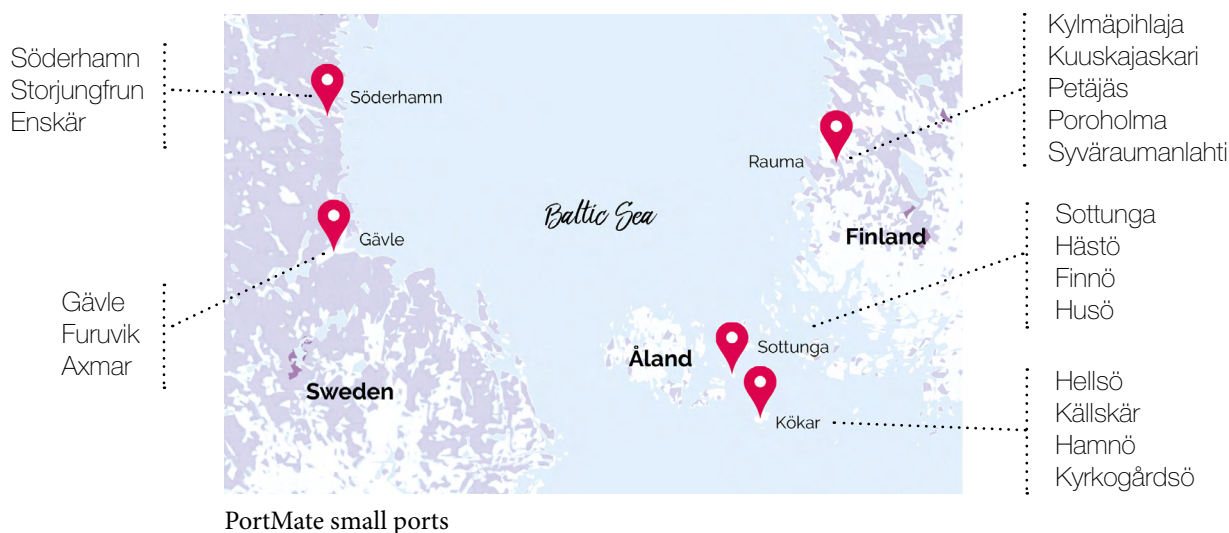 Söderhamn
Storjungfrun
Enskär
Gävle
Furuvik
Axmar
Söderhamn
Gävle
Sweden
Baltic Sea
Åland
Rauma
Finland
Sottunga
Kökar
Kylmäpihlaja
Kuuskajaskari
Petäjäs
Poroholma
Syväraumanlahti
Sottunga
Hästö
Finnö
Husö
Hellsö
Källskär
Hamnö
Kyrkogårdsö
PortMate small ports